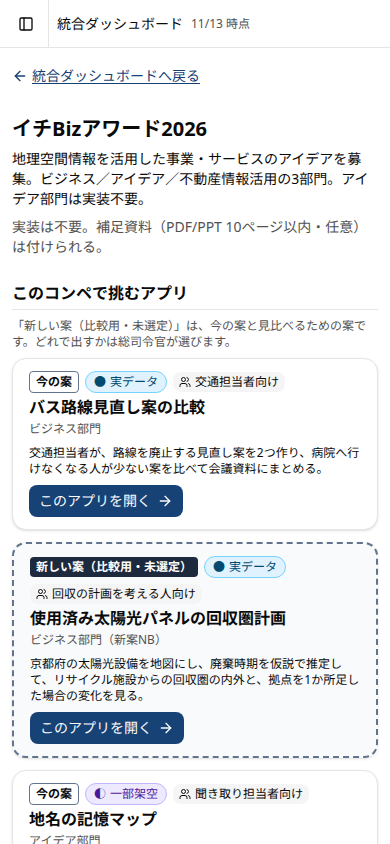 統合ダッシュボード 11/13 時点
← 統合ダッシュボードへ戻る
イチBizアワード2026
地理空間情報を活用した事業・サービスのアイデアを募
集。ビジネス／アイデア／不動産情報活用の3部門。アイ
デア部門は実装不要。
実装は不要。補足資料（PDF/PPT 10ページ以内・任意）
は付けられる。
このコンペで挑むアプリ
「新しい案（比較用・未選定）」は、今の案と見比べるための案で
す。どれで出すかは総司令官が選びます。
今の案 実データ 交通担当者向け
バス路線見直し案の比較
ビジネス部門
交通担当者が、路線を廃止する見直し案を2つ作り、病院へ行
けなくなる人が少ない案を比べて会議資料にまとめる。
このアプリを開く →
新しい案（比較用・未選定） 実データ
回収の計画を考える人向け
使用済み太陽光パネルの回収圏計画
ビジネス部門（新案NB）
京都府の太陽光設備を地図にし、廃棄時期を仮説で推定し
て、リサイクル施設からの回収圏の内外と、拠点を1か所足し
た場合の変化を見る。
このアプリを開く →
今の案 一部架空 聞き取り担当者向け
地名の記憶マップ
アイデア部門